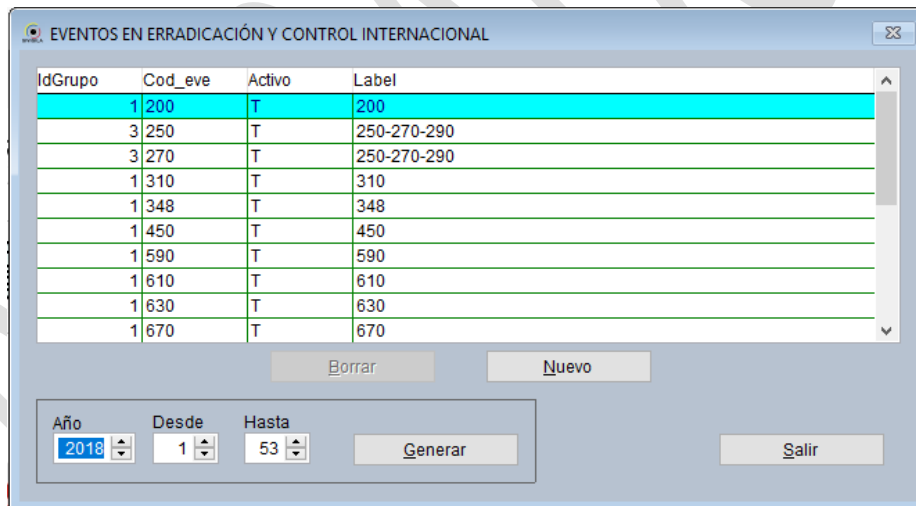 EVENTOS EN ERRADICACIÓN Y CONTROL INTERNACIONAL
IdGrupo Cod_eve Activo Label
1 200 T 200
3 250 T 250-270-290
3 270 T 250-270-290
1 310 T 310
1 348 T 348
1 450 T 450
1 590 T 590
1 610 T 610
1 630 T 630
1 670 T 670
Borrar Nuevo
Año Desde Hasta
2018 1 53 Generar Salir